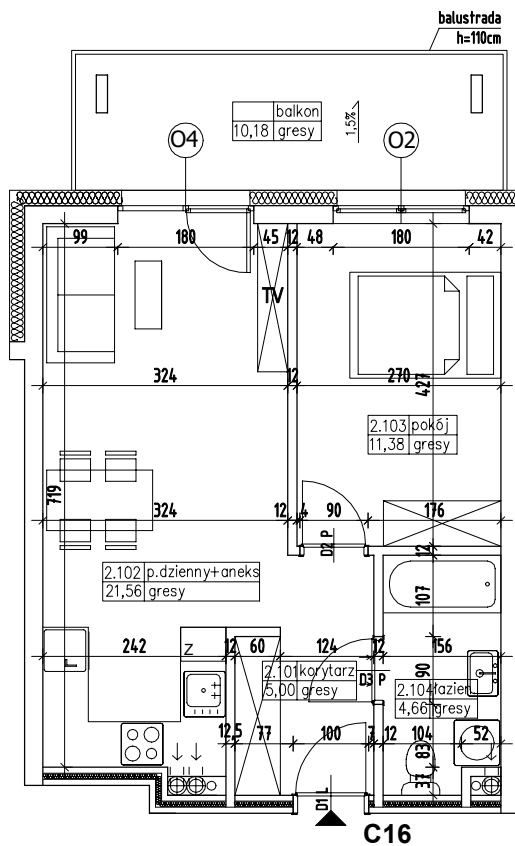 balustrada
h=110cm
balkon
10,18 gresy
1,5%
O4
O2
99 180 45 12 48 180 42
TV
324 12 270
427
2.103 pokój
11,38 gresy
719
324 12 4 90 176
D2 P
12
107
2.102 p.dzienny+aneks
21,56 gresy
242 12 60 124 12 156
L
Z
2.101 korytarz
5,00 gresy
D3 P
90
2.104 łazien
4,66 gresy
12,5 77 100 7 12 104 52
83
37
D1 L
C16